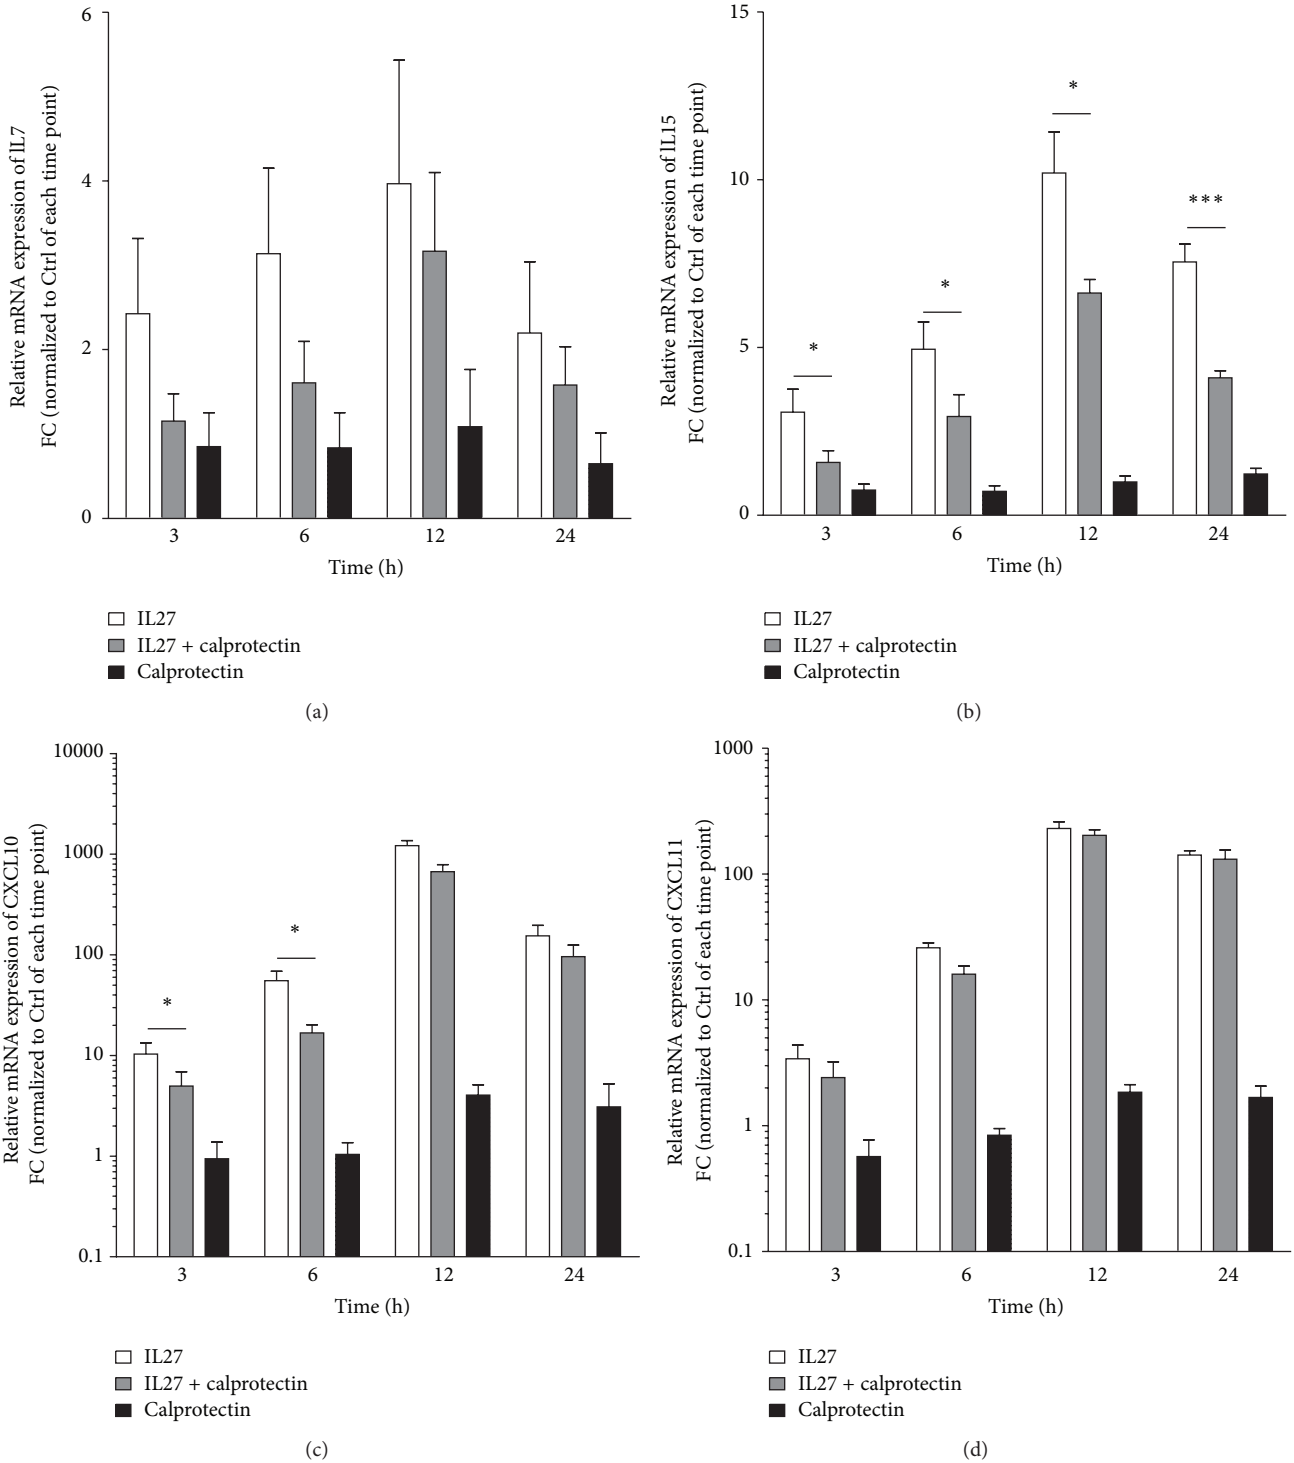 Relative mRNA expression of IL7
FC (normalized to Ctrl of each time point)
6
4
2
0
3 6 12 24
Time (h)
IL27
IL27 + calprotectin
Calprotectin
(a)
Relative mRNA expression of IL15
FC (normalized to Ctrl of each time point)
15
10
5
0
*
*
*
***
3 6 12 24
Time (h)
IL27
IL27 + calprotectin
Calprotectin
(b)
Relative mRNA expression of CXCL10
FC (normalized to Ctrl of each time point)
10000
1000
100
10
1
0.1
*
*
3 6 12 24
Time (h)
IL27
IL27 + calprotectin
Calprotectin
(c)
Relative mRNA expression of CXCL11
FC (normalized to Ctrl of each time point)
1000
100
10
1
0.1
3 6 12 24
Time (h)
IL27
IL27 + calprotectin
Calprotectin
(d)